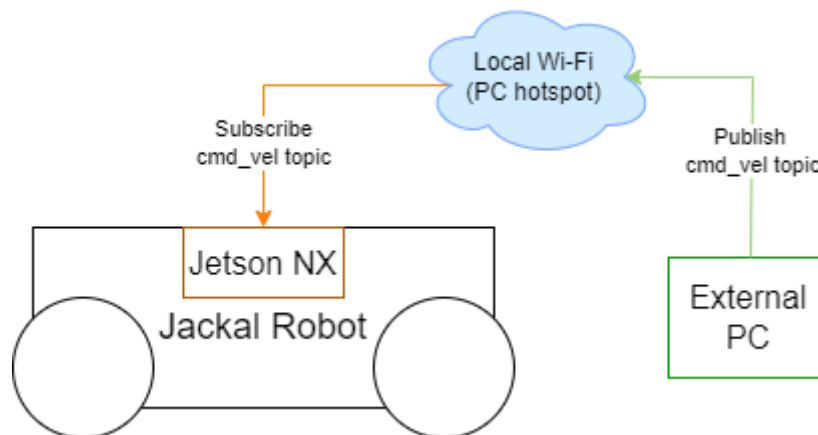 Local Wi-Fi
(PC hotspot)
Subscribe
cmd_vel topic
Publish
cmd_vel topic
Jetson NX
Jackal Robot
External
PC